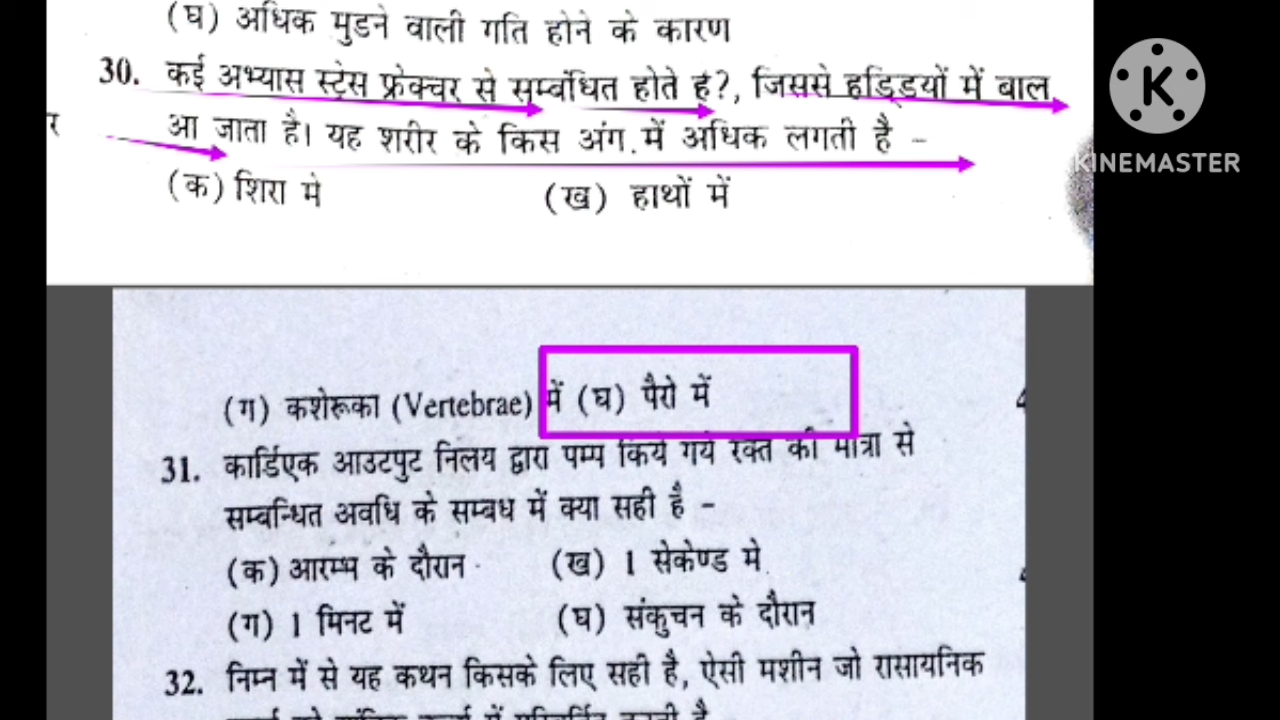 (घ) अधिक मुडने वाली गति होने के कारण
30. कई अभ्यास स्ट्रेस फ्रेक्चर से सम्बंधित होते है?, जिससे हड्डियों में बाल
आ जाता है। यह शरीर के किस अंग.में अधिक लगती है -
(क) शिरा मे (ख) हाथों में
KINEMASTER
(ग) कशेरूका (Vertebrae) में (घ) पैरो में
31. कार्डिएक आउटपुट निलय द्वारा पम्प किये गये रक्त की मात्रा से
सम्बन्धित अवधि के सम्बध में क्या सही है -
(क) आरम्भ के दौरान (ख) 1 सेकेण्ड मे
(ग) 1 मिनट में (घ) संकुचन के दौरान
32. निम्न में से यह कथन किसके लिए सही है, ऐसी मशीन जो रासायनिक